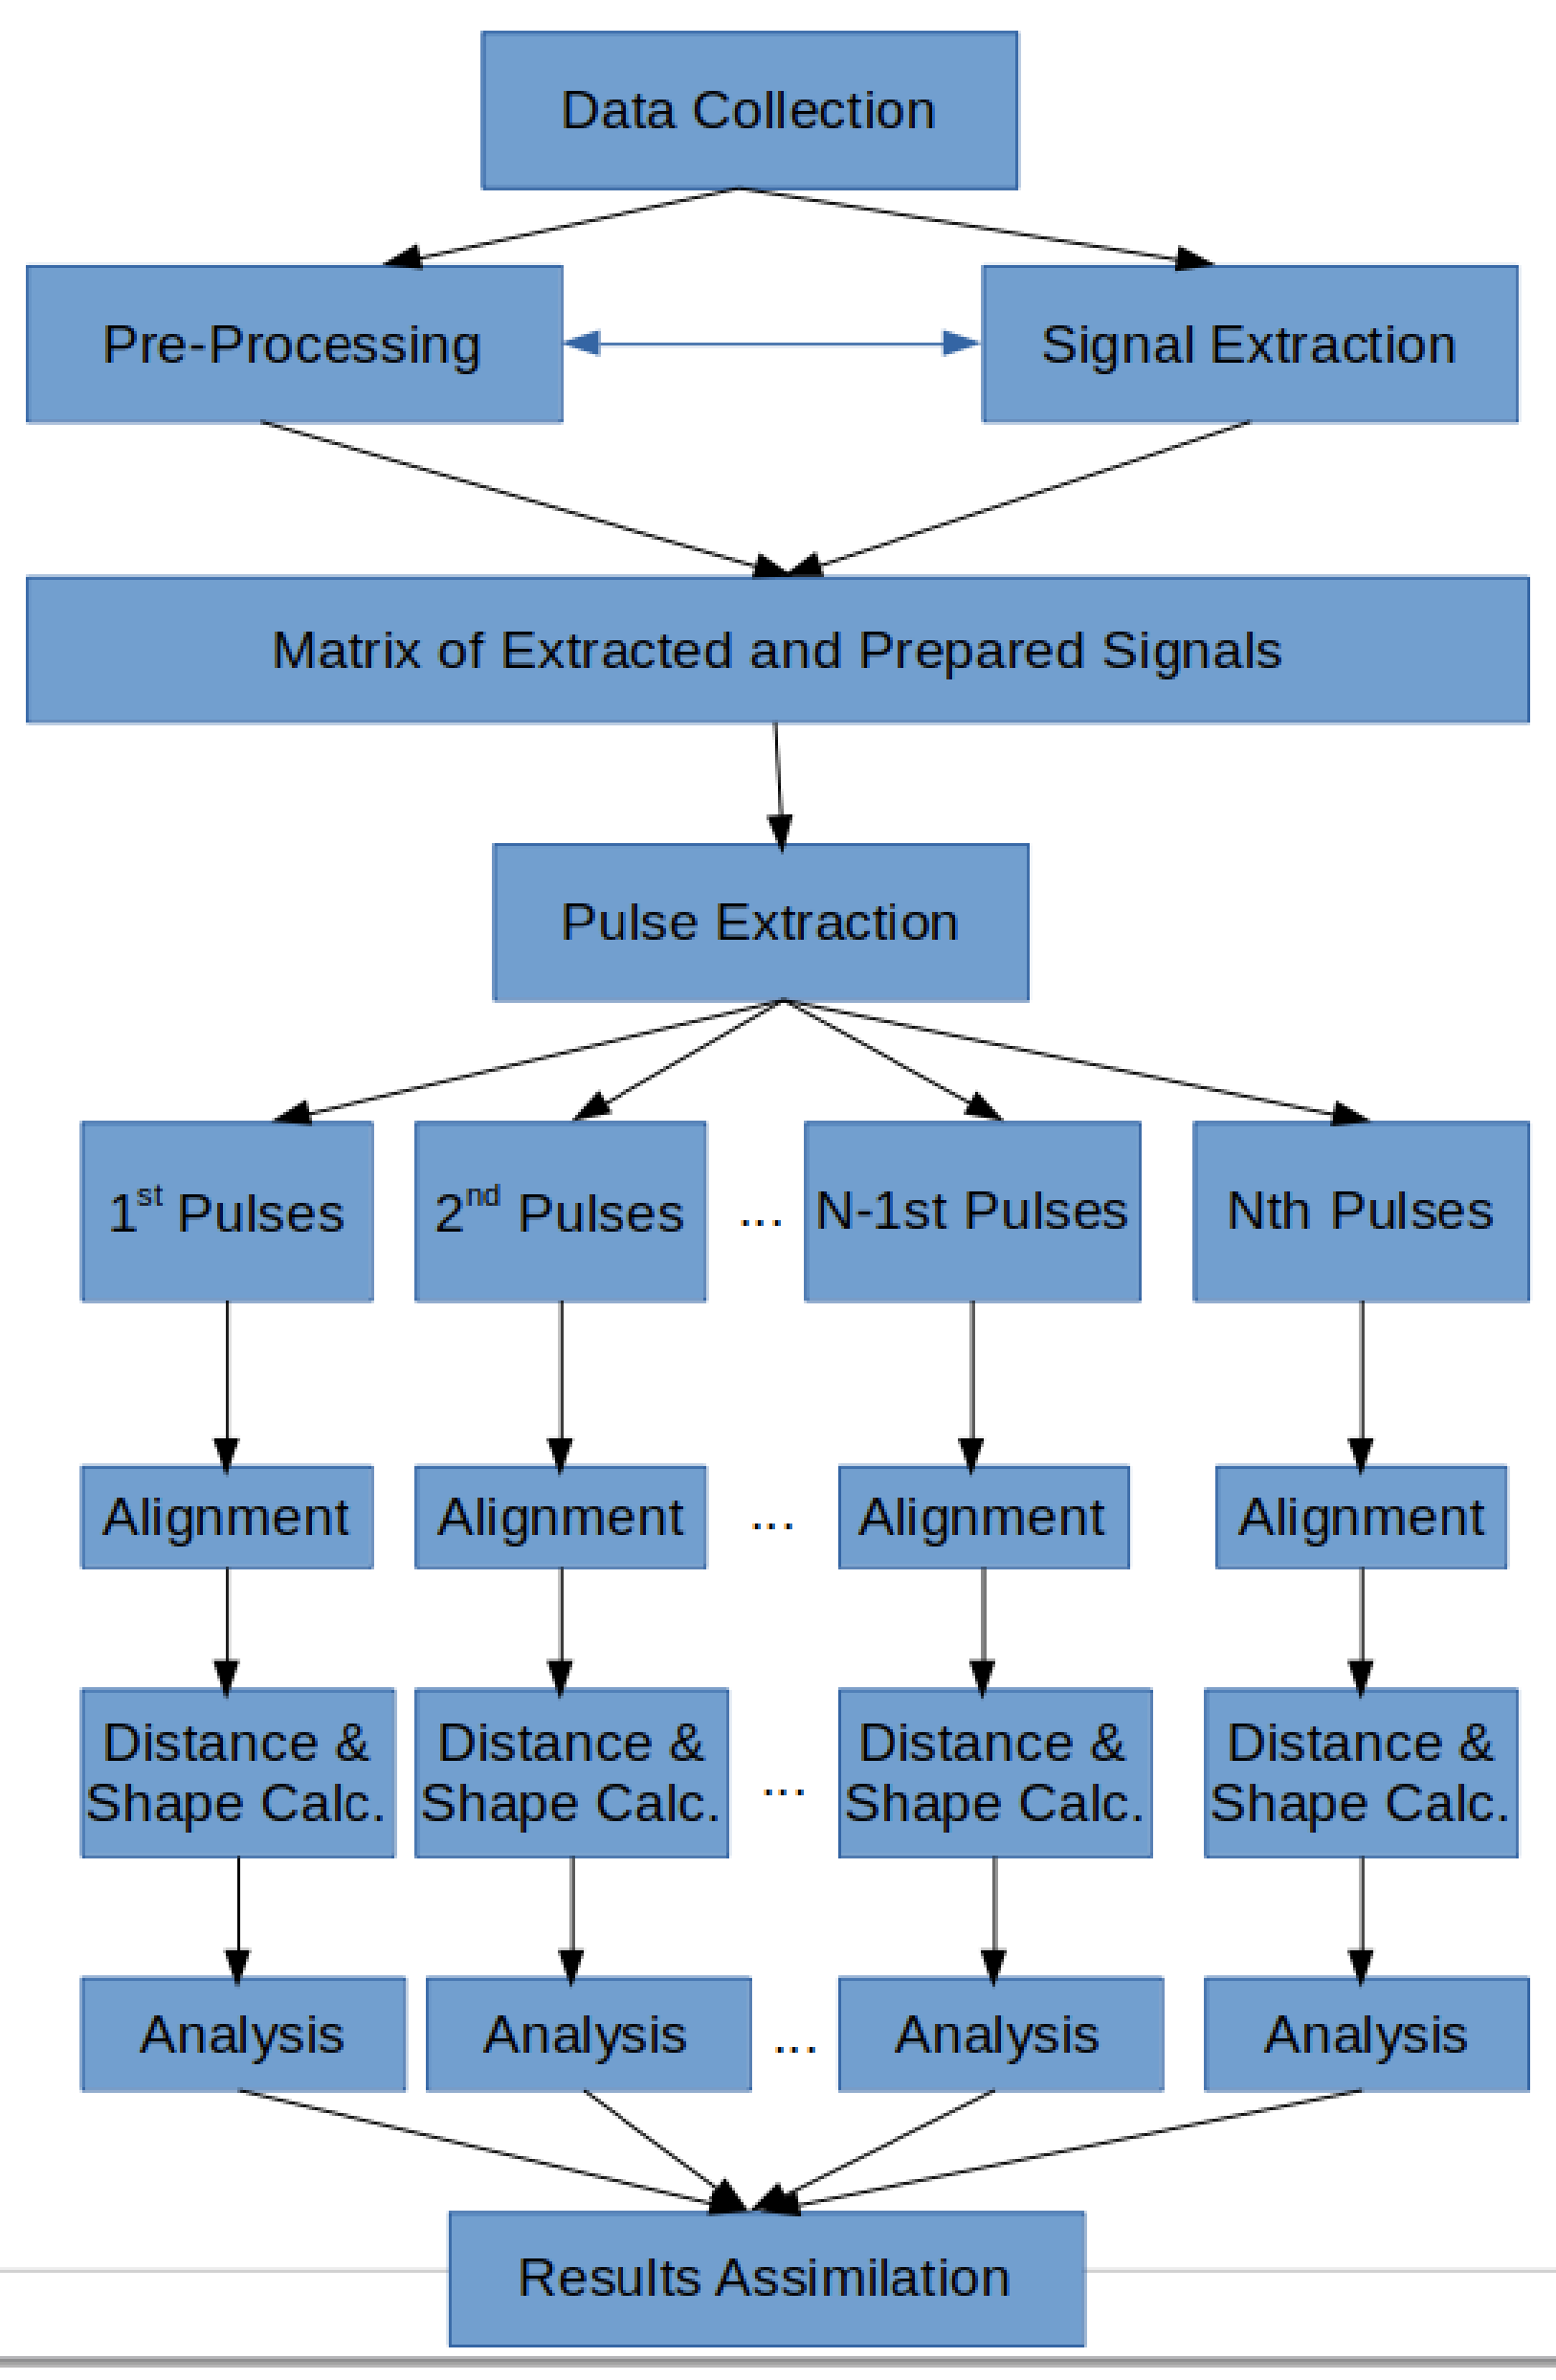 Data Collection
Pre-Processing
Signal Extraction
Matrix of Extracted and Prepared Signals
Pulse Extraction
1st Pulses
2nd Pulses
...
N-1st Pulses
Nth Pulses
Alignment
Alignment
...
Alignment
Alignment
Distance &
Shape Calc.
Distance &
Shape Calc.
...
Distance &
Shape Calc.
Distance &
Shape Calc.
Analysis
Analysis
...
Analysis
Analysis
Results Assimilation